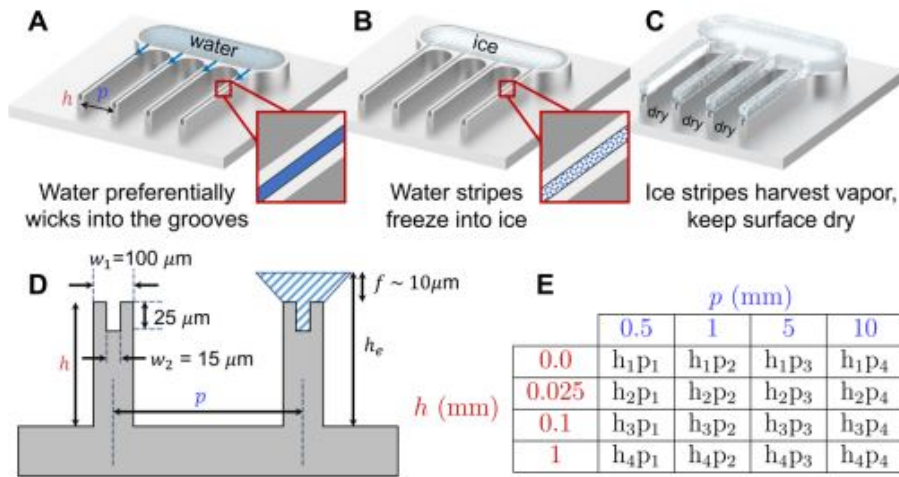 A
water
h
p
Water preferentially
wicks into the grooves
B
ice
Water stripes
freeze into ice
C
dry
dry
dry
Ice stripes harvest vapor,
keep surface dry
D
w₁=100 μm
25 μm
w₂ = 15 μm
h
p
f ~ 10μm
hₑ
E
p (mm)
0.5 1 5 10
h (mm)
0.0 h₁p₁ h₁p₂ h₁p₃ h₁p₄
0.025 h₂p₁ h₂p₂ h₂p₃ h₂p₄
0.1 h₃p₁ h₃p₂ h₃p₃ h₃p₄
1 h₄p₁ h₄p₂ h₄p₃ h₄p₄